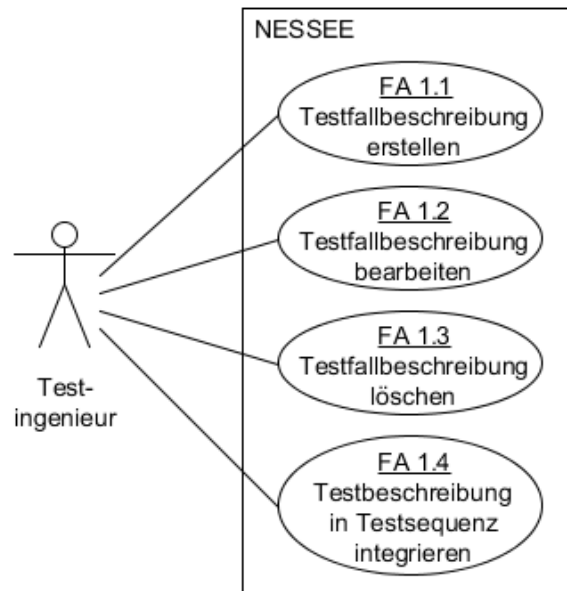 NESSEE
FA 1.1
Testfallbeschreibung
erstellen
FA 1.2
Testfallbeschreibung
bearbeiten
FA 1.3
Testfallbeschreibung
löschen
FA 1.4
Testbeschreibung
in Testsequenz
integrieren
Test-
ingenieur